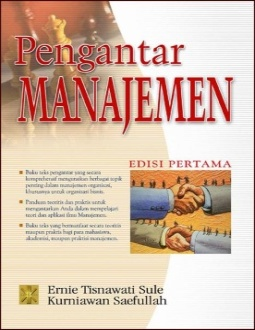 Pengantar
MANAJEMEN
EDISI PERTAMA
Buku teks pengantar yang secara
komprehensif menguraikan berbagai topik
penting dalam manajemen organisasi,
khususnya untuk organisasi bisnis.
Panduan teoritis dan praktis untuk
mengantarkan Anda dalam mempelajari
teori dan aplikasi ilmu Manajemen.
Buku yang bermanfaat secara teoritis
maupun praktis bagi para mahasiswa,
akademisi, maupun praktisi manajemen.
Ernie Tisnawati Sule
Kurniawan Saefullah